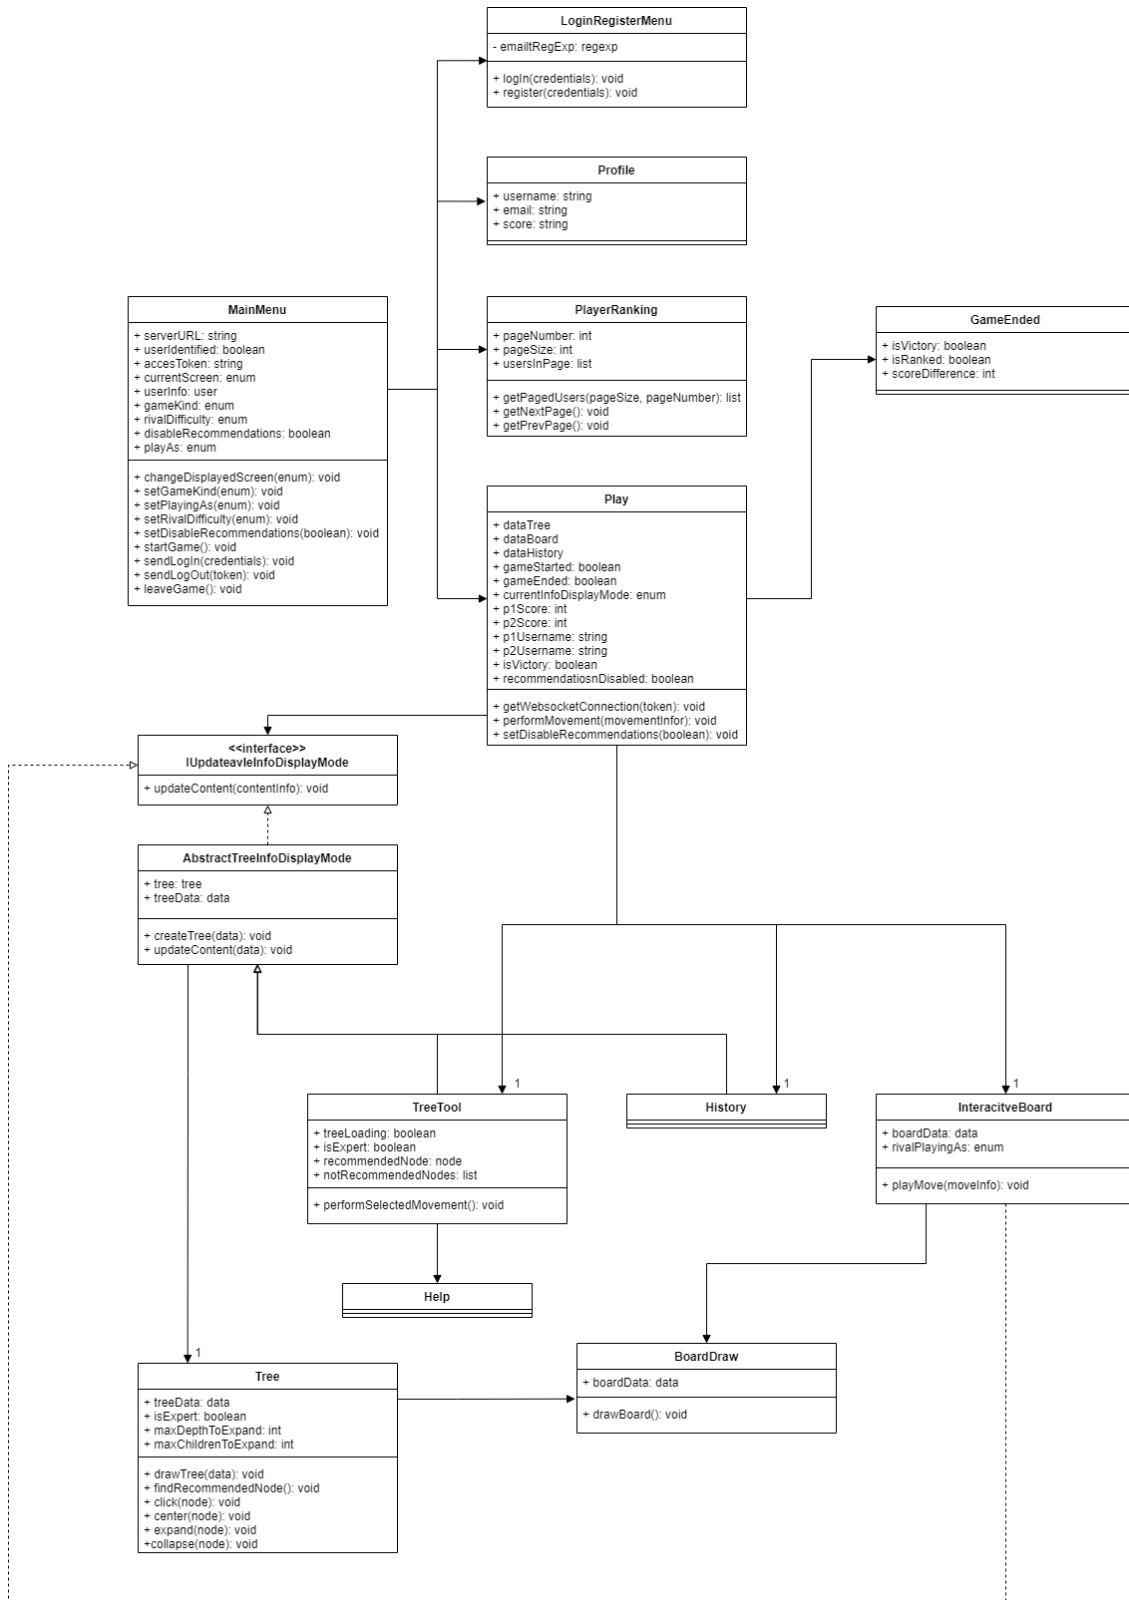 LoginRegisterMenu
- emailtRegExp: regexp
+ logIn(credentials): void
+ register(credentials): void
Profile
+ username: string
+ email: string
+ score: string
MainMenu
+ serverURL: string
+ userIdentified: boolean
+ accesToken: string
+ currentScreen: enum
+ userInfo: user
+ gameKind: enum
+ rivalDifficulty: enum
+ disableRecommendations: boolean
+ playAs: enum
+ changeDisplayedScreen(enum): void
+ setGameKind(enum): void
+ setPlayingAs(enum): void
+ setRivalDifficulty(enum): void
+ setDisableRecommendations(boolean): void
+ startGame(): void
+ sendLogIn(credentials): void
+ sendLogOut(token): void
+ leaveGame(): void
PlayerRanking
+ pageNumber: int
+ pageSize: int
+ usersInPage: list
+ getPagedUsers(pageSize, pageNumber): list
+ getNextPage(): void
+ getPrevPage(): void
GameEnded
+ isVictory: boolean
+ isRanked: boolean
+ scoreDifference: int
Play
+ dataTree
+ dataBoard
+ dataHistory
+ gameStarted: boolean
+ gameEnded: boolean
+ currentInfoDisplayMode: enum
+ p1Score: int
+ p2Score: int
+ p1Username: string
+ p2Username: string
+ isVictory: boolean
+ recommendatiosnDisabled: boolean
+ getWebsocketConnection(token): void
+ performMovement(movementInfor): void
+ setDisableRecommendations(boolean): void
<<interface>>
IUpdateavleInfoDisplayMode
+ updateContent(contentInfo): void
AbstractTreeInfoDisplayMode
+ tree: tree
+ treeData: data
+ createTree(data): void
+ updateContent(data): void
1
TreeTool
+ treeLoading: boolean
+ isExpert: boolean
+ recommendedNode: node
+ notRecommendedNodes: list
+ performSelectedMovement(): void
1
History
1
InteracitveBoard
+ boardData: data
+ rivalPlayingAs: enum
+ playMove(moveInfo): void
Help
1
Tree
+ treeData: data
+ isExpert: boolean
+ maxDepthToExpand: int
+ maxChildrenToExpand: int
+ drawTree(data): void
+ findRecommendedNode(): void
+ click(node): void
+ center(node): void
+ expand(node): void
+collapse(node): void
BoardDraw
+ boardData: data
+ drawBoard(): void